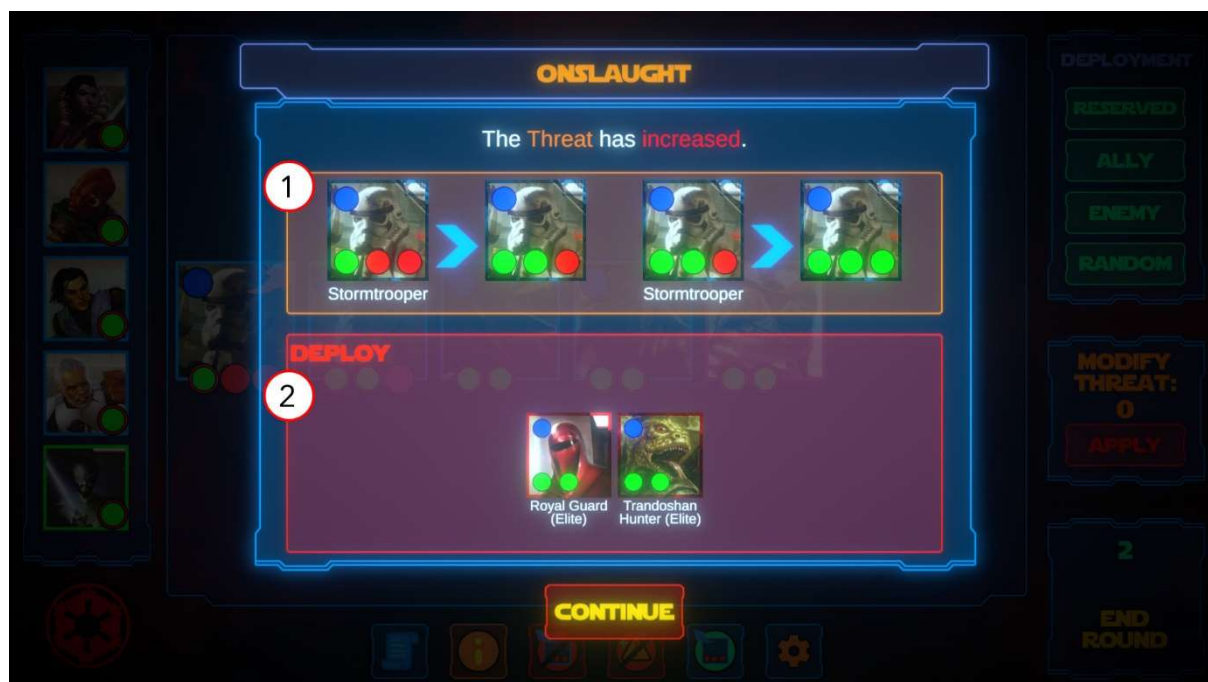 ONSLAUGHT
The Threat has increased.
1
Stormtrooper
Stormtrooper
DEPLOY
2
Royal Guard
(Elite)
Trandoshan
Hunter (Elite)
CONTINUE
DEPLOYMENT
RESERVED
ALLY
ENEMY
RANDOM
MODIFY
THREAT:
0
APPLY
2
END
ROUND